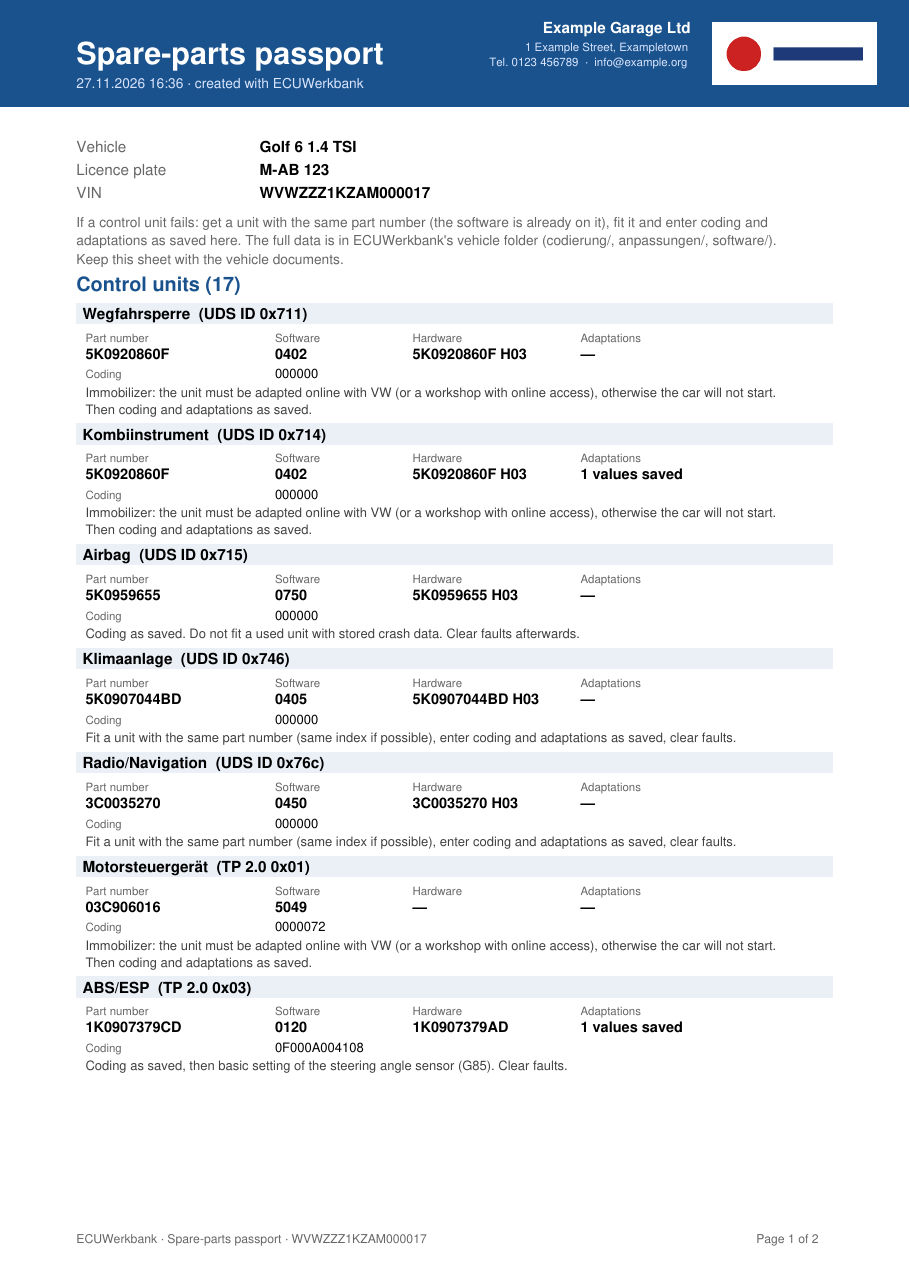 Spare-parts passport
27.11.2026 16:36 · created with ECUWerkbank
Example Garage Ltd
1 Example Street, Exampletown
Tel. 0123 456789 · info@example.org
Vehicle Golf 6 1.4 TSI
Licence plate M-AB 123
VIN WVWZZZ1KZAM000017
If a control unit fails: get a unit with the same part number (the software is already on it), fit it and enter coding and
adaptations as saved here. The full data is in ECUWerkbank's vehicle folder (codierung/, anpassungen/, software/).
Keep this sheet with the vehicle documents.
Control units (17)
Wegfahrsperre (UDS ID 0x711)
Part number Software Hardware Adaptations
5K0920860F 0402 5K0920860F H03 —
Coding 000000
Immobilizer: the unit must be adapted online with VW (or a workshop with online access), otherwise the car will not start.
Then coding and adaptations as saved.
Kombiinstrument (UDS ID 0x714)
Part number Software Hardware Adaptations
5K0920860F 0402 5K0920860F H03 1 values saved
Coding 000000
Immobilizer: the unit must be adapted online with VW (or a workshop with online access), otherwise the car will not start.
Then coding and adaptations as saved.
Airbag (UDS ID 0x715)
Part number Software Hardware Adaptations
5K0959655 0750 5K0959655 H03 —
Coding 000000
Coding as saved. Do not fit a used unit with stored crash data. Clear faults afterwards.
Klimaanlage (UDS ID 0x746)
Part number Software Hardware Adaptations
5K0907044BD 0405 5K0907044BD H03 —
Coding 000000
Fit a unit with the same part number (same index if possible), enter coding and adaptations as saved, clear faults.
Radio/Navigation (UDS ID 0x76c)
Part number Software Hardware Adaptations
3C0035270 0450 3C0035270 H03 —
Coding 000000
Fit a unit with the same part number (same index if possible), enter coding and adaptations as saved, clear faults.
Motorsteuergerät (TP 2.0 0x01)
Part number Software Hardware Adaptations
03C906016 5049 — —
Coding 0000072
Immobilizer: the unit must be adapted online with VW (or a workshop with online access), otherwise the car will not start.
Then coding and adaptations as saved.
ABS/ESP (TP 2.0 0x03)
Part number Software Hardware Adaptations
1K0907379CD 0120 1K0907379AD 1 values saved
Coding 0F000A004108
Coding as saved, then basic setting of the steering angle sensor (G85). Clear faults.
ECUWerkbank · Spare-parts passport · WVWZZZ1KZAM000017 Page 1 of 2